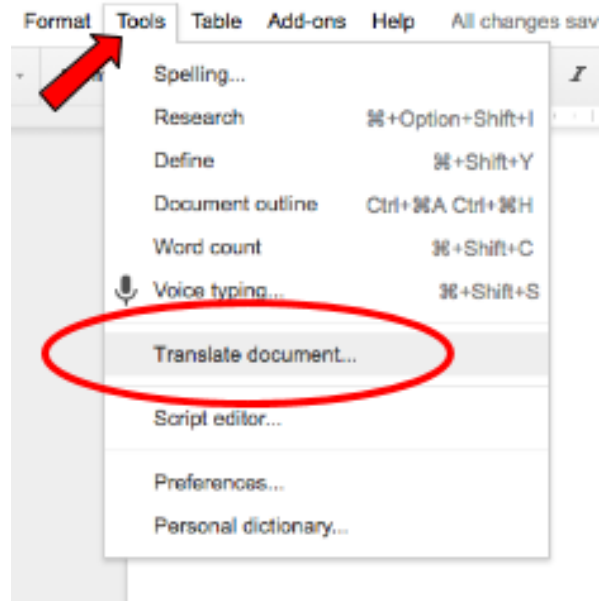 Format Tools Table Add-ons Help All changes sav
I
Spelling...
Research ⌘+Option+Shift+I
Define ⌘+Shift+Y
Document outline Ctrl+⌘A Ctrl+⌘H
Word count ⌘+Shift+C
Voice typing... ⌘+Shift+S
Translate document...
Script editor...
Preferences...
Personal dictionary...